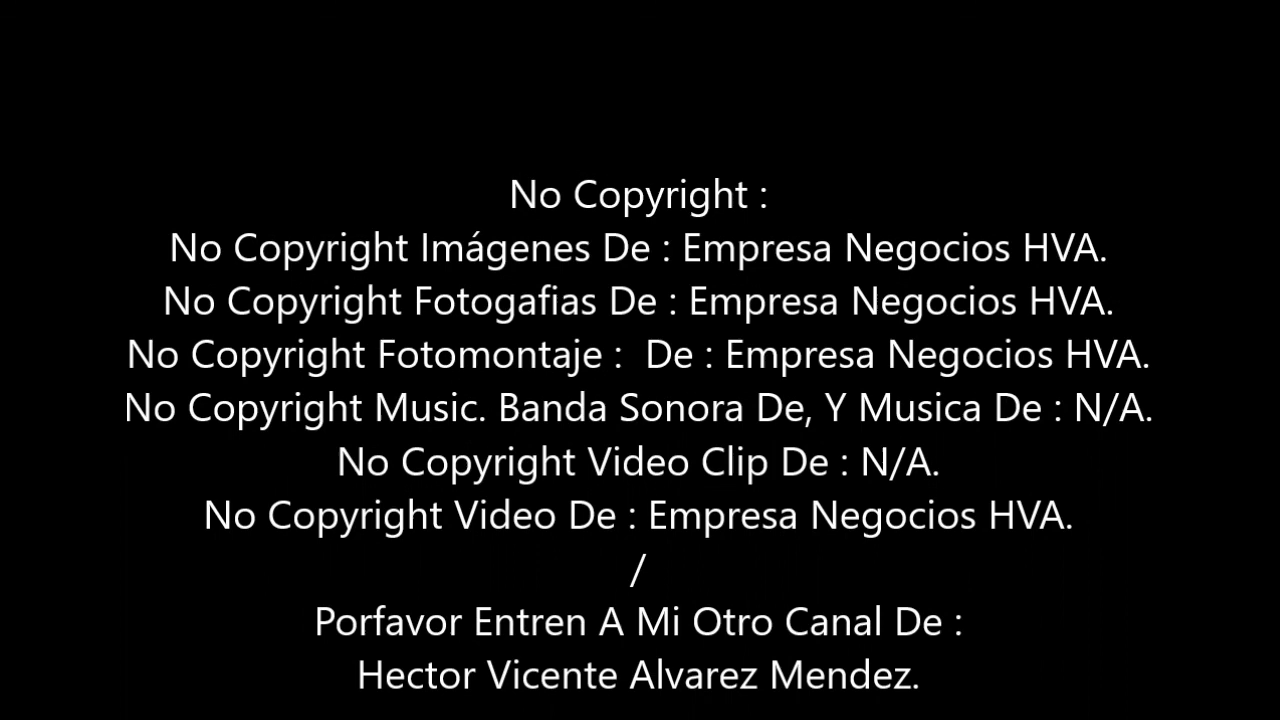 No Copyright :
No Copyright Imágenes De : Empresa Negocios HVA.
No Copyright Fotogafias De : Empresa Negocios HVA.
No Copyright Fotomontaje :  De : Empresa Negocios HVA.
No Copyright Music. Banda Sonora De, Y Musica De : N/A.
No Copyright Video Clip De : N/A.
No Copyright Video De : Empresa Negocios HVA.
/
Porfavor Entren A Mi Otro Canal De :
Hector Vicente Alvarez Mendez.